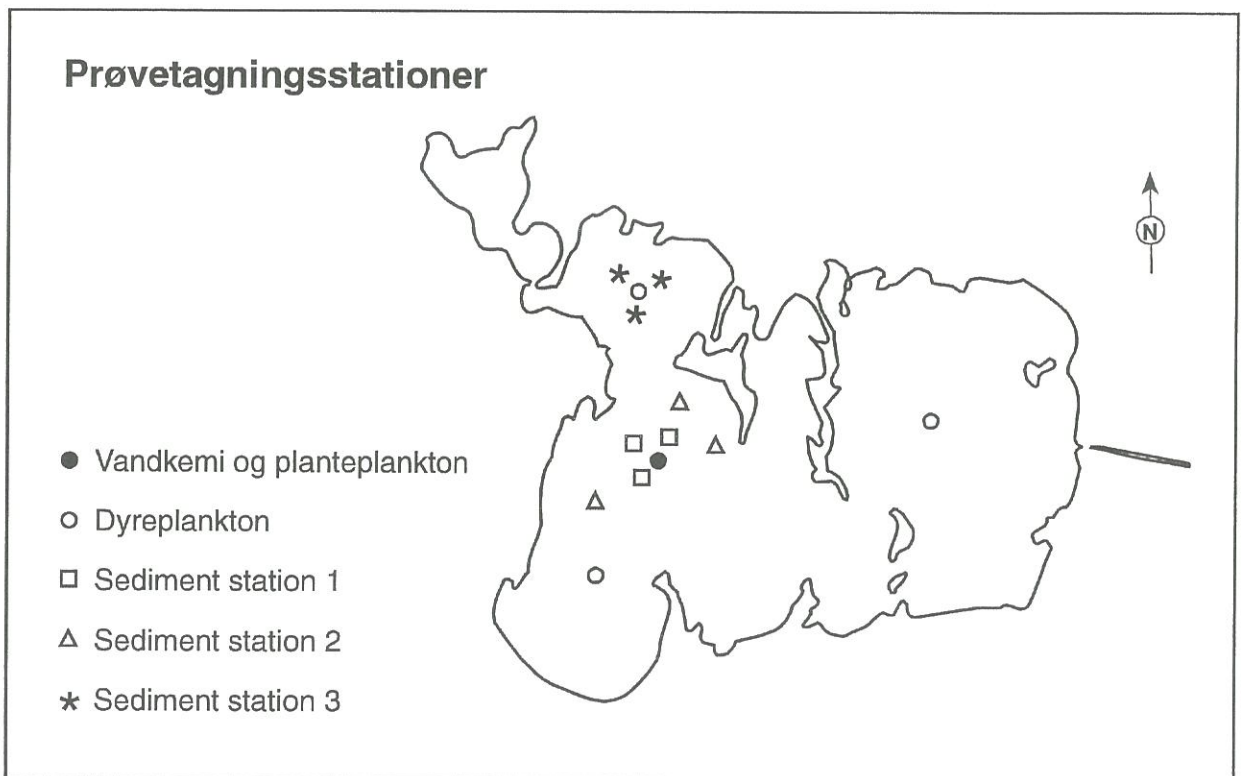 Prøvetagningsstationer
N
Vandkemi og planteplankton
Dyreplankton
Sediment station 1
Sediment station 2
Sediment station 3